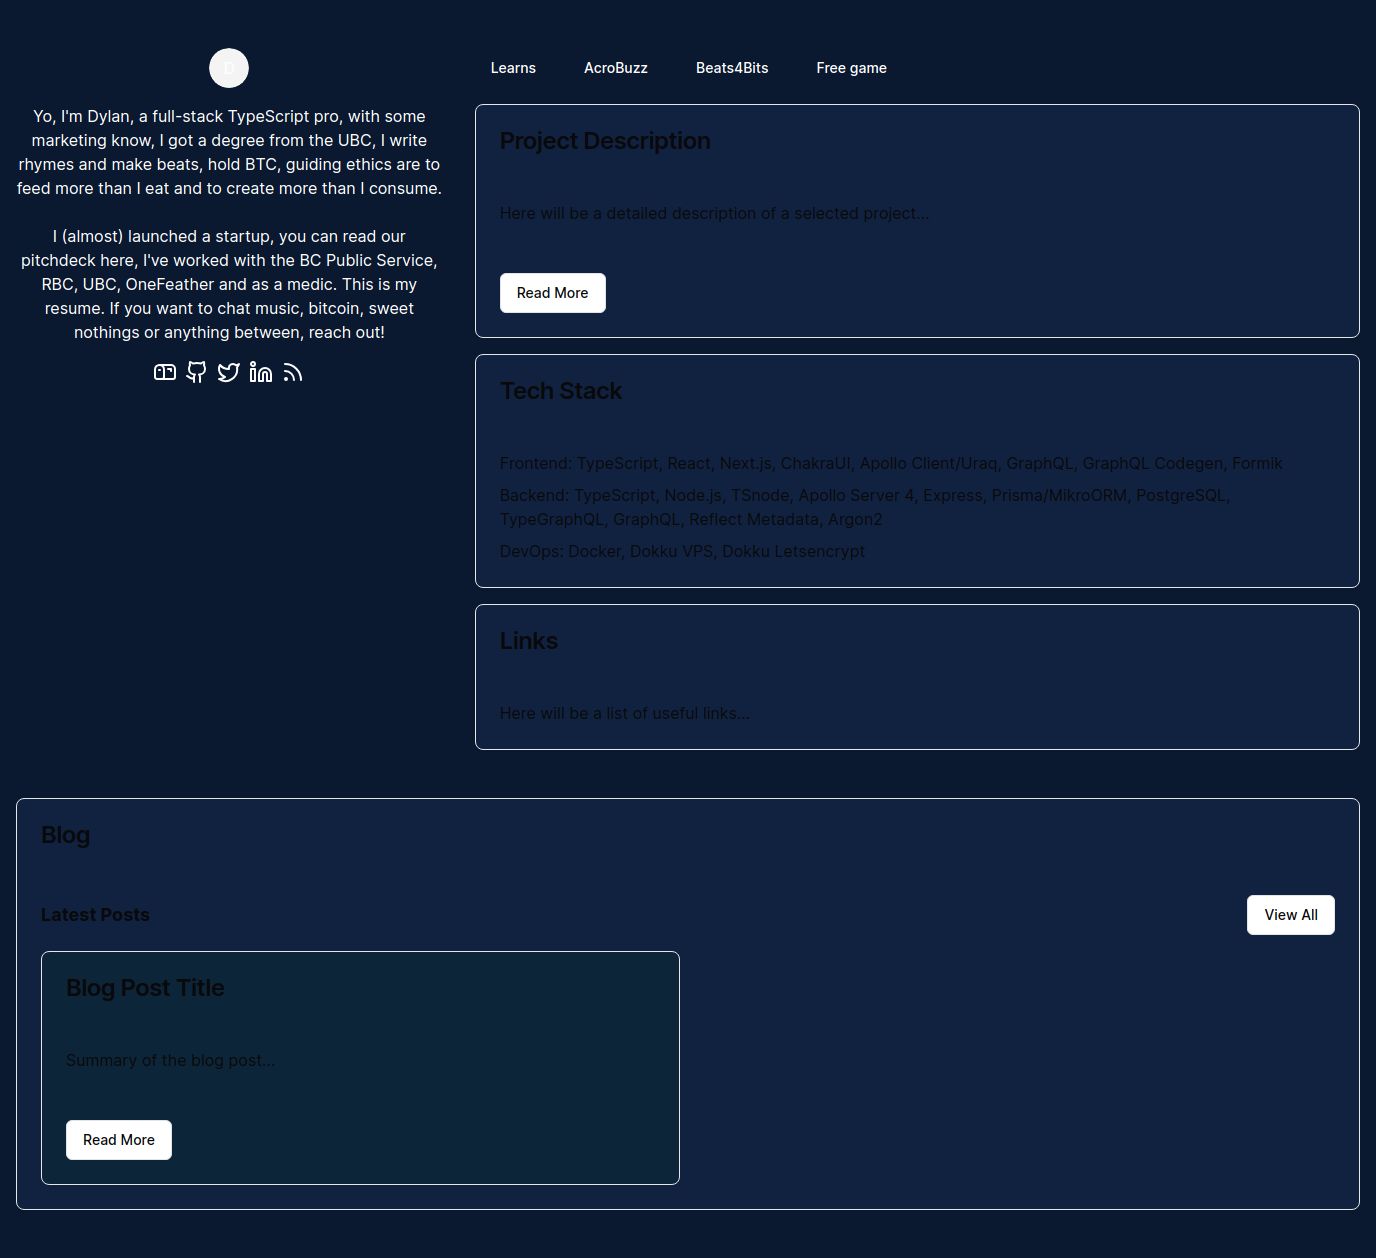 D
Yo, I'm Dylan, a full-stack TypeScript pro, with some
marketing know, I got a degree from the UBC, I write
rhymes and make beats, hold BTC, guiding ethics are to
feed more than I eat and to create more than I consume.
I (almost) launched a startup, you can read our
pitchdeck here, I've worked with the BC Public Service,
RBC, UBC, OneFeather and as a medic. This is my
resume. If you want to chat music, bitcoin, sweet
nothings or anything between, reach out!
Learns AcroBuzz Beats4Bits Free game
Project Description
Here will be a detailed description of a selected project...
Read More
Tech Stack
Frontend: TypeScript, React, Next.js, ChakraUI, Apollo Client/Uraq, GraphQL, GraphQL Codegen, Formik
Backend: TypeScript, Node.js, TSnode, Apollo Server 4, Express, Prisma/MikroORM, PostgreSQL,
TypeGraphQL, GraphQL, Reflect Metadata, Argon2
DevOps: Docker, Dokku VPS, Dokku Letsencrypt
Links
Here will be a list of useful links...
Blog
Latest Posts
View All
Blog Post Title
Summary of the blog post...
Read More